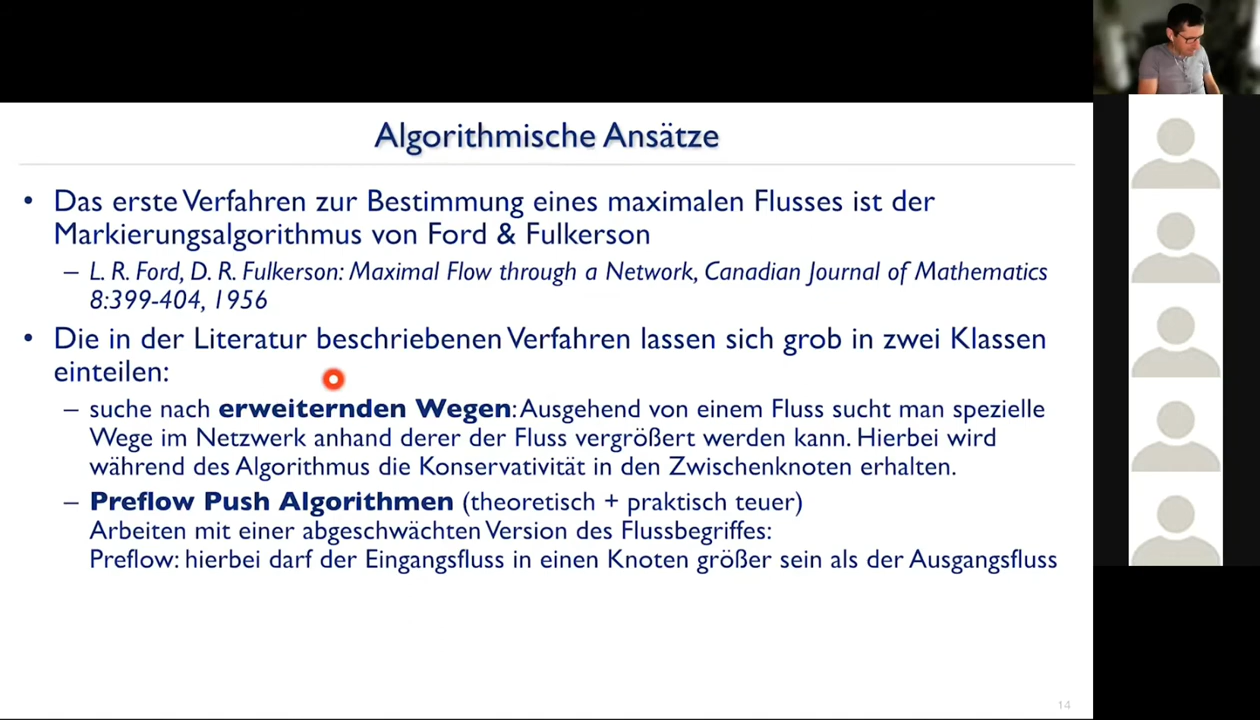 Algorithmische Ansätze
• Das erste Verfahren zur Bestimmung eines maximalen Flusses ist der
Markierungsalgorithmus von Ford & Fulkerson
– L. R. Ford, D. R. Fulkerson: Maximal Flow through a Network, Canadian Journal of Mathematics
8:399-404, 1956
• Die in der Literatur beschriebenen Verfahren lassen sich grob in zwei Klassen
einteilen:
– suche nach erweiternden Wegen: Ausgehend von einem Fluss sucht man spezielle
Wege im Netzwerk anhand derer der Fluss vergrößert werden kann. Hierbei wird
während des Algorithmus die Konservativität in den Zwischenknoten erhalten.
– Preflow Push Algorithmen (theoretisch + praktisch teuer)
Arbeiten mit einer abgeschwächten Version des Flussbegriffes:
Preflow: hierbei darf der Eingangsfluss in einen Knoten größer sein als der Ausgangsfluss
14